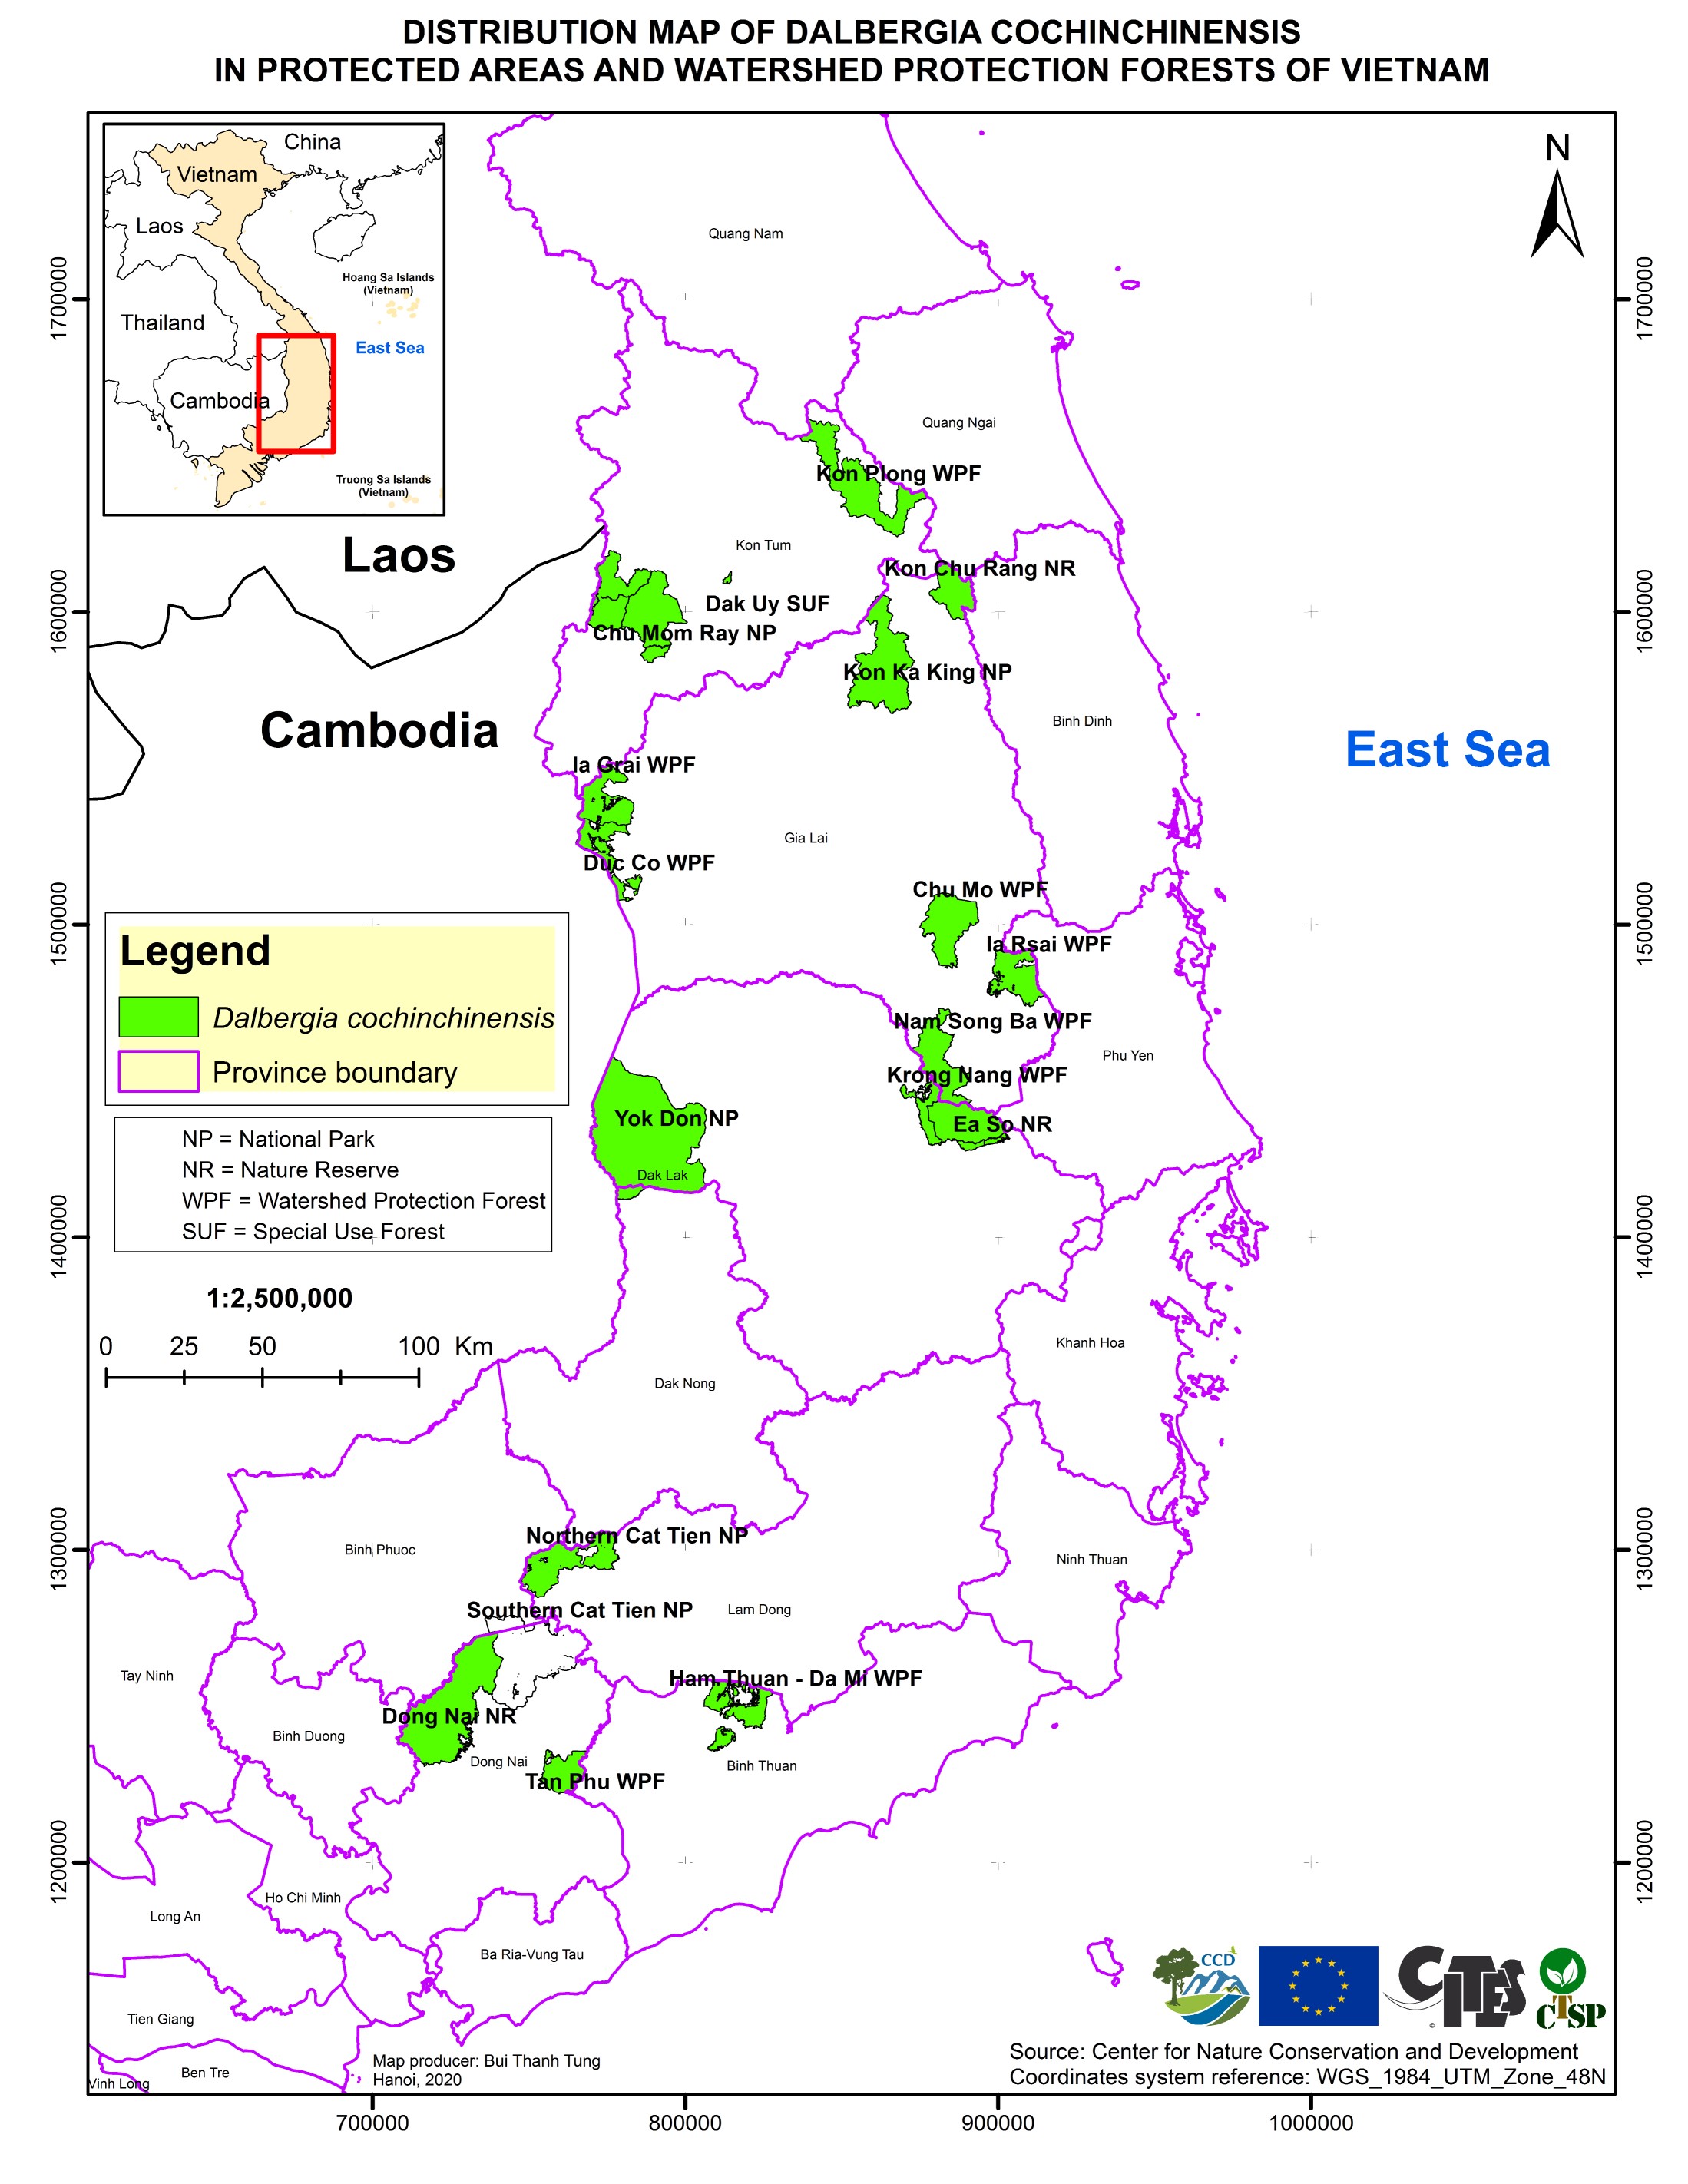 DISTRIBUTION MAP OF DALBERGIA COCHINCHINENSIS
IN PROTECTED AREAS AND WATERSHED PROTECTION FORESTS OF VIETNAM
China
Vietnam
Laos
Hoang Sa Islands
(Vietnam)
Thailand
East Sea
Cambodia
Truong Sa Islands
(Vietnam)
N
Quang Nam
Quang Ngai
Kon Plong WPF
Kon Tum
Laos
Kon Chu Rang NR
Dak Uy SUF
Chu Mom Ray NP
Kon Ka King NP
Cambodia
Binh Dinh
East Sea
Ia Grai WPF
Gia Lai
Duc Co WPF
Chu Mo WPF
Ia Rsai WPF
Nam Song Ba WPF
Phu Yen
Krong Nang WPF
Yok Don NP
Ea So NR
Dak Lak
Legend
Dalbergia cochinchinensis
Province boundary
NP = National Park
NR = Nature Reserve
WPF = Watershed Protection Forest
SUF = Special Use Forest
1:2,500,000
0 25 50 100 Km
Khanh Hoa
Dak Nong
Northern Cat Tien NP
Binh Phuoc
Ninh Thuan
Southern Cat Tien NP
Lam Dong
Tay Ninh
Ham Thuan - Da Mi WPF
Dong Nai NR
Binh Duong
Dong Nai
Binh Thuan
Tan Phu WPF
Ho Chi Minh
Long An
Ba Ria-Vung Tau
Tien Giang
Ben Tre
Vinh Long
Map producer: Bui Thanh Tung
Hanoi, 2020
CCD
CITES
©
CTSP
Source: Center for Nature Conservation and Development
Coordinates system reference: WGS_1984_UTM_Zone_48N
1700000
1600000
1500000
1400000
1300000
1200000
1700000
1600000
1500000
1400000
1300000
1200000
700000
800000
900000
1000000